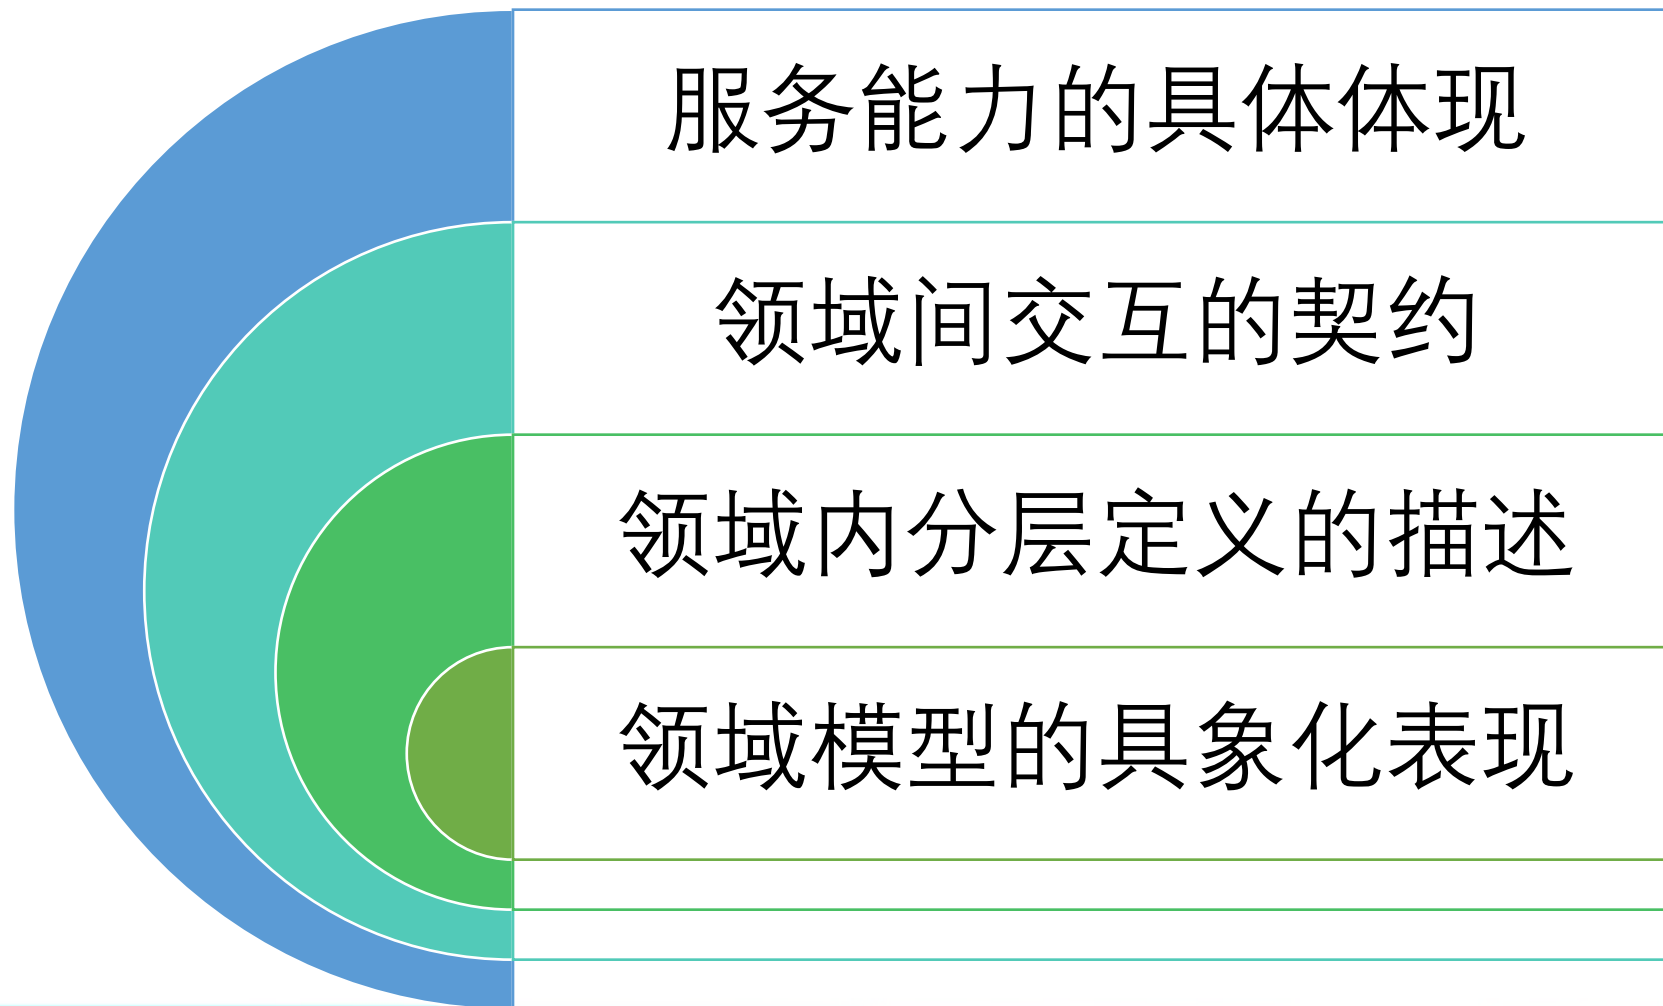 服务能力的具体体现
领域间交互的契约
领域内分层定义的描述
领域模型的具象化表现